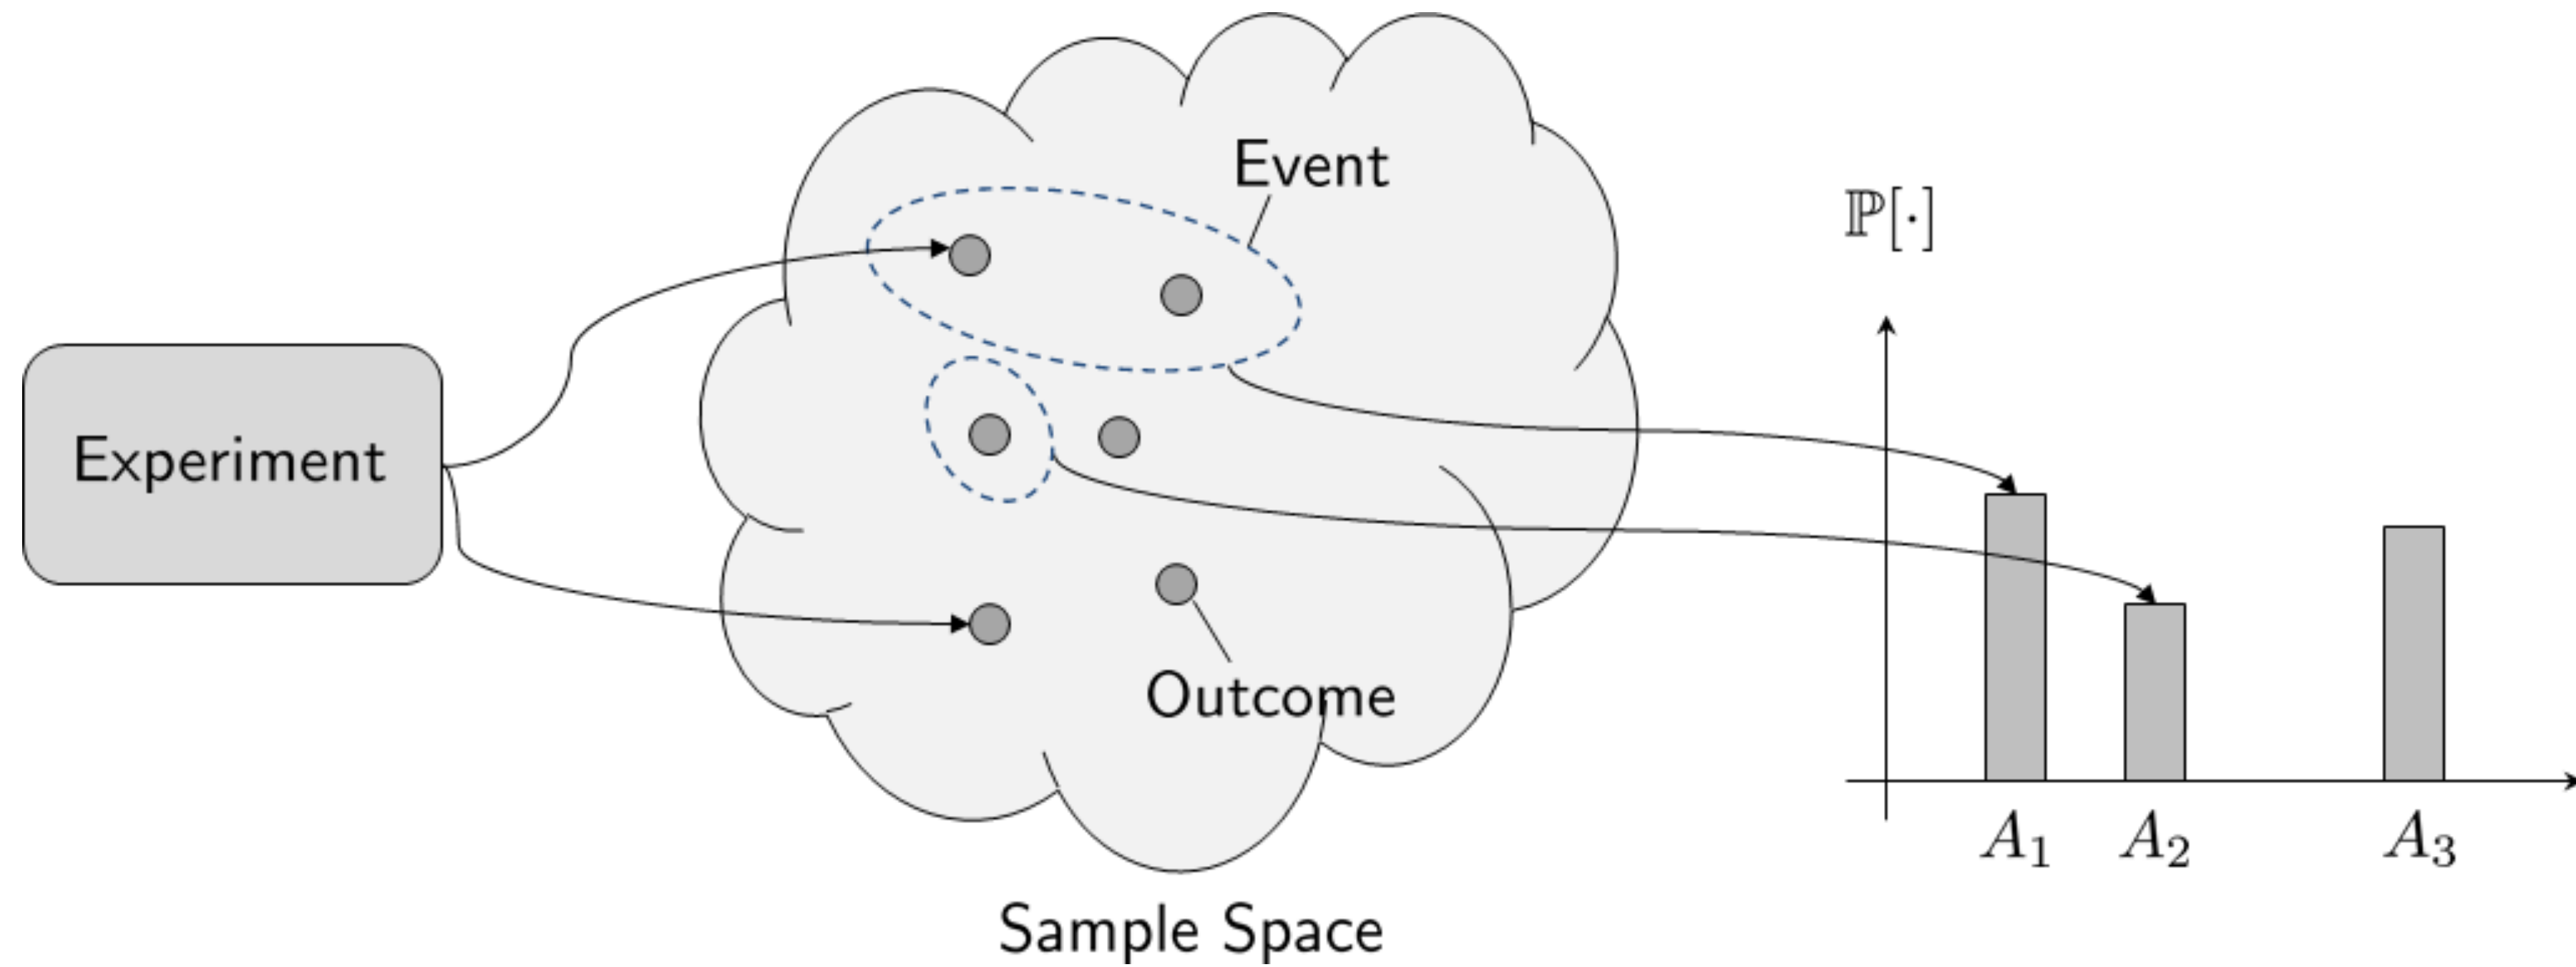 Event
ℙ[·]
Experiment
Outcome
A₁ A₂ A₃
Sample Space